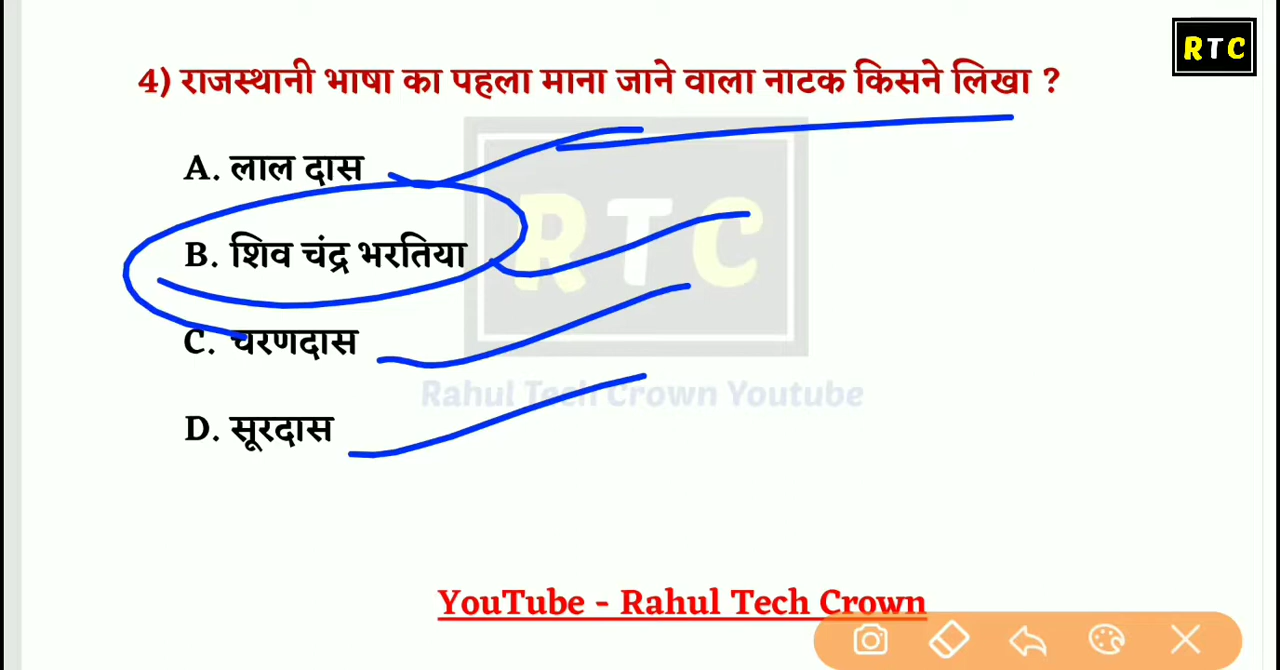 RTC
4) राजस्थानी भाषा का पहला माना जाने वाला नाटक किसने लिखा ?
A. लाल दास
B. शिव चंद्र भरतिया
C. चरणदास
D. सूरदास
RTC
Rahul Tech Crown Youtube
YouTube - Rahul Tech Crown